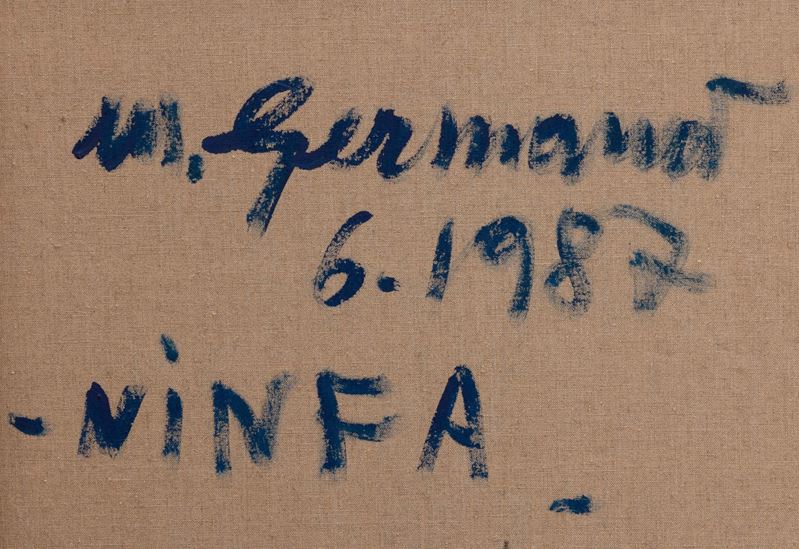 M. Germanà
6.1987
- NiNFA -